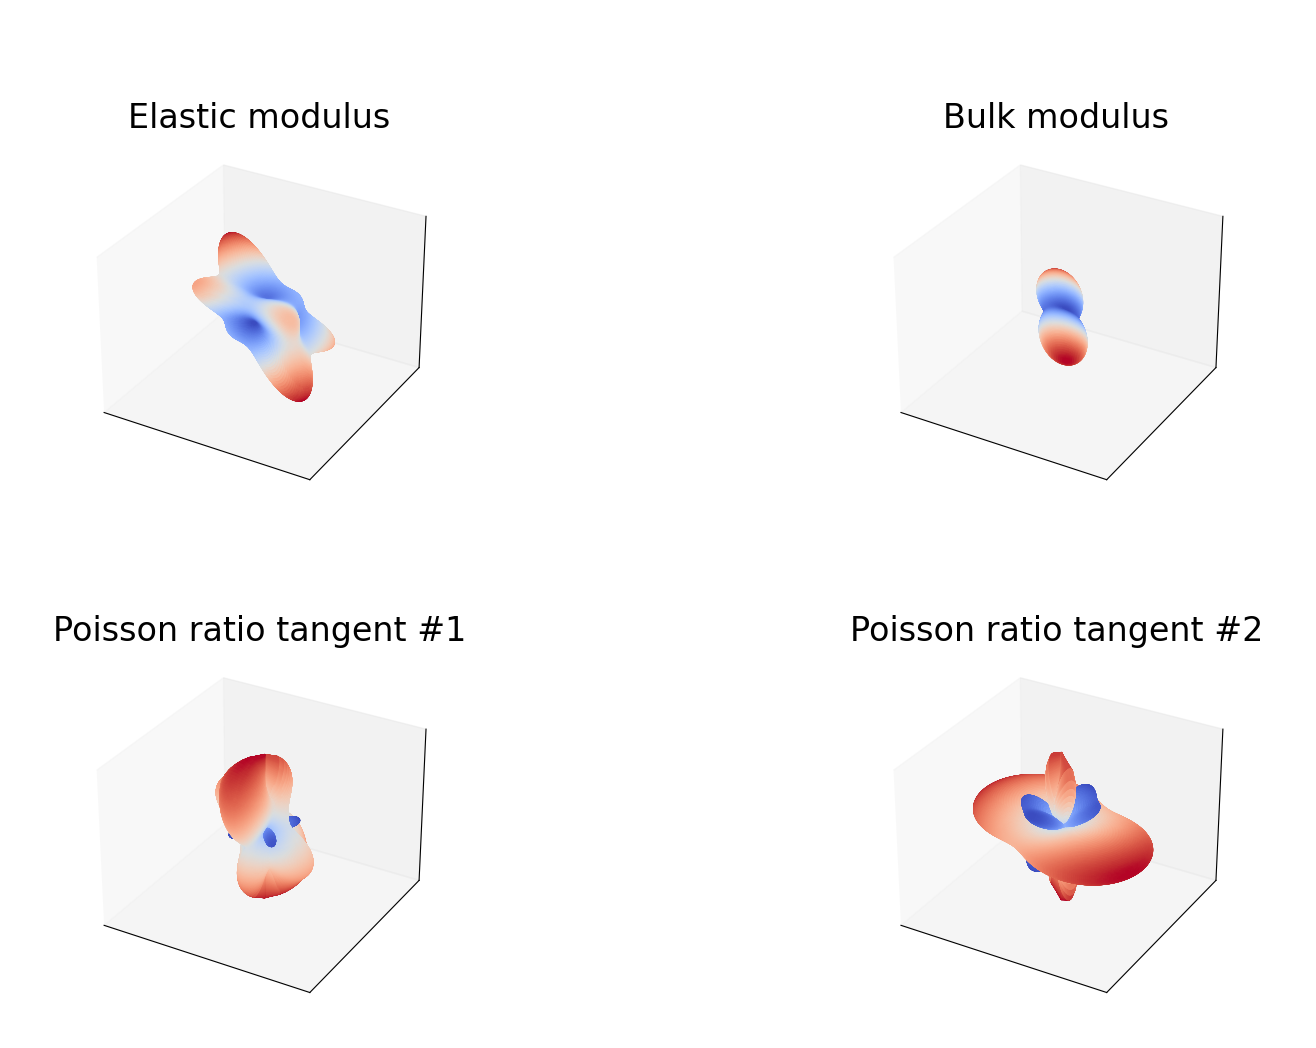 Elastic modulus
Bulk modulus
Poisson ratio tangent #1
Poisson ratio tangent #2